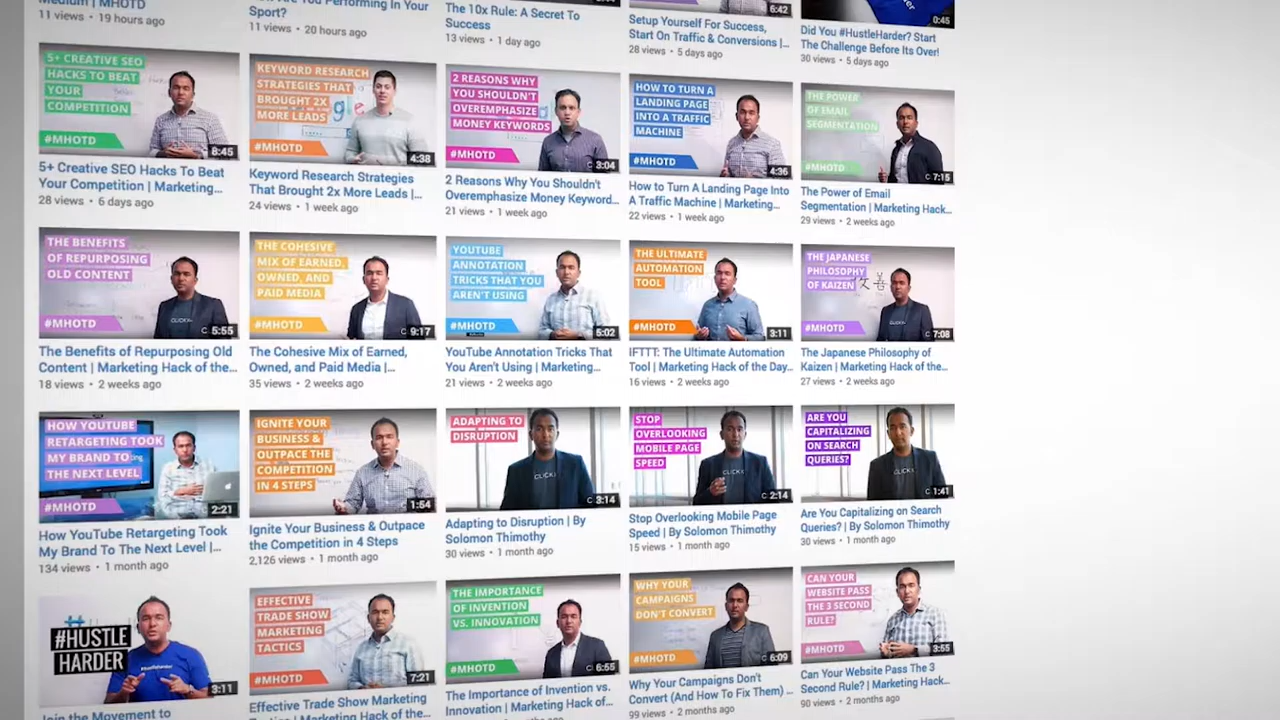 Medium | MHOTD
11 views • 19 hours ago
Are You Performing In Your
Sport?
11 views • 20 hours ago
The 10x Rule: A Secret To
Success
13 views • 1 day ago
6:42
Setup Yourself For Success,
Start On Traffic & Conversions |...
28 views • 5 days ago
0:45
Did You #HustleHarder? Start
The Challenge Before Its Over!
30 views • 5 days ago
5+ CREATIVE SEO
HACKS TO BEAT
YOUR
COMPETITION
#MHOTD
8:45
5+ Creative SEO Hacks To Beat
Your Competition | Marketing...
28 views • 6 days ago
KEYWORD RESEARCH
STRATEGIES THAT
BROUGHT 2X
MORE LEADS
#MHOTD
4:38
Keyword Research Strategies
That Brought 2x More Leads |...
24 views • 1 week ago
2 REASONS WHY
YOU SHOULDN'T
OVEREMPHASIZE
MONEY KEYWORDS
#MHOTD
3:04
2 Reasons Why You Shouldn't
Overemphasize Money Keyword...
21 views • 1 week ago
HOW TO TURN A
LANDING PAGE
INTO A TRAFFIC
MACHINE
#MHOTD
4:36
How to Turn A Landing Page Into
A Traffic Machine | Marketing...
22 views • 1 week ago
THE POWER
OF EMAIL
SEGMENTATION
#MHOTD
7:15
The Power of Email
Segmentation | Marketing Hack...
29 views • 2 weeks ago
THE BENEFITS
OF REPURPOSING
OLD CONTENT
#MHOTD
CLICKX
5:55
The Benefits of Repurposing Old
Content | Marketing Hack of the...
18 views • 2 weeks ago
THE COHESIVE
MIX OF EARNED,
OWNED, AND
PAID MEDIA
#MHOTD
9:17
The Cohesive Mix of Earned,
Owned, and Paid Media |...
35 views • 2 weeks ago
YOUTUBE
ANNOTATION
TRICKS THAT YOU
AREN'T USING
#MHOTD
5:02
YouTube Annotation Tricks That
You Aren't Using | Marketing...
21 views • 2 weeks ago
THE ULTIMATE
AUTOMATION
TOOL
#MHOTD
3:11
IFTTT: The Ultimate Automation
Tool | Marketing Hack of the Day...
16 views • 2 weeks ago
THE JAPANESE
PHILOSOPHY
OF KAIZEN
改善
#MHOTD
7:08
The Japanese Philosophy of
Kaizen | Marketing Hack of the...
27 views • 2 weeks ago
HOW YOUTUBE
RETARGETING TOOK
MY BRAND TO
THE NEXT LEVEL
#MHOTD
2:21
How YouTube Retargeting Took
My Brand To The Next Level |...
134 views • 1 month ago
IGNITE YOUR
BUSINESS &
OUTPACE THE
COMPETITION
IN 4 STEPS
1:54
Ignite Your Business & Outpace
the Competition in 4 Steps
2,126 views • 1 month ago
ADAPTING TO
DISRUPTION
CLICKX
3:14
Adapting to Disruption | By
Solomon Thimothy
30 views • 1 month ago
STOP
OVERLOOKING
MOBILE PAGE
SPEED
CLICKX
2:14
Stop Overlooking Mobile Page
Speed | By Solomon Thimothy
15 views • 1 month ago
ARE YOU
CAPITALIZING
ON SEARCH
QUERIES?
CLICKX
1:41
Are You Capitalizing on Search
Queries? | By Solomon Thimothy
30 views • 1 month ago
#HUSTLE
HARDER
3:11
Join the Movement to
EFFECTIVE
TRADE SHOW
MARKETING
TACTICS
#MHOTD
7:21
Effective Trade Show Marketing
Tactics | Marketing Hack of the...
THE IMPORTANCE
OF INVENTION
VS. INNOVATION
#MHOTD
6:55
The Importance of Invention vs.
Innovation | Marketing Hack of...
WHY YOUR
CAMPAIGNS
DON'T CONVERT
#MHOTD
6:09
Why Your Campaigns Don't
Convert (And How To Fix Them) ...
99 views • 2 months ago
CAN YOUR
WEBSITE PASS
THE 3 SECOND
RULE?
#MHOTD
3:55
Can Your Website Pass The 3
Second Rule? | Marketing Hack...
90 views • 2 months ago